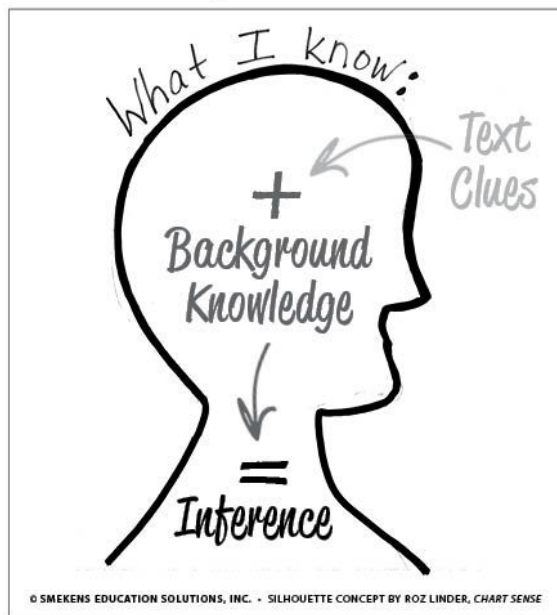 What I know:
Text
Clues
+
Background
Knowledge
=
Inference
© SMEKENS EDUCATION SOLUTIONS, INC. • SILHOUETTE CONCEPT BY ROZ LINDER, CHART SENSE